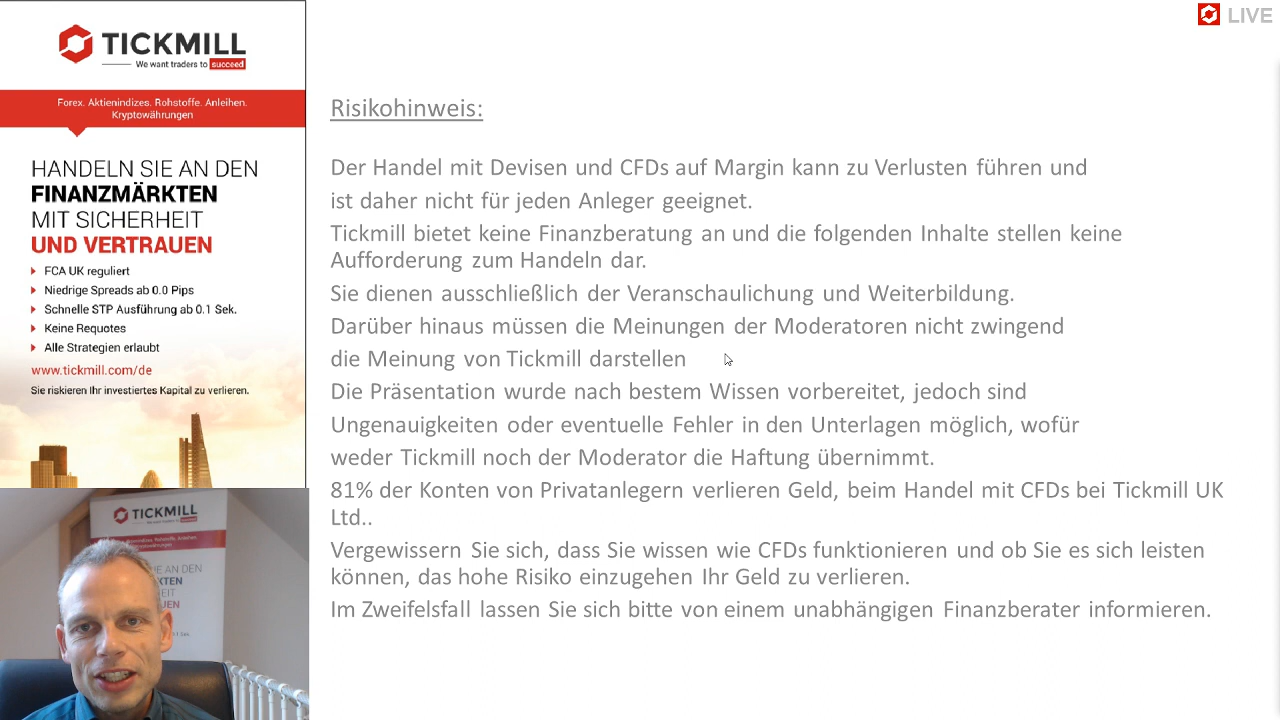 TICKMILL
We want traders to succeed
Forex. Aktienindizes. Rohstoffe. Anleihen.
Kryptowährungen
HANDELN SIE AN DEN
FINANZMÄRKTEN
MIT SICHERHEIT
UND VERTRAUEN
FCA UK reguliert
Niedrige Spreads ab 0.0 Pips
Schnelle STP Ausführung ab 0.1 Sek.
Keine Requotes
Alle Strategien erlaubt
www.tickmill.com/de
Sie riskieren Ihr investiertes Kapital zu verlieren.
TICKMILL
AN DEN
KTEN
EIT
UEN
LIVE
Risikohinweis:
Der Handel mit Devisen und CFDs auf Margin kann zu Verlusten führen und
ist daher nicht für jeden Anleger geeignet.
Tickmill bietet keine Finanzberatung an und die folgenden Inhalte stellen keine
Aufforderung zum Handeln dar.
Sie dienen ausschließlich der Veranschaulichung und Weiterbildung.
Darüber hinaus müssen die Meinungen der Moderatoren nicht zwingend
die Meinung von Tickmill darstellen
Die Präsentation wurde nach bestem Wissen vorbereitet, jedoch sind
Ungenauigkeiten oder eventuelle Fehler in den Unterlagen möglich, wofür
weder Tickmill noch der Moderator die Haftung übernimmt.
81% der Konten von Privatanlegern verlieren Geld, beim Handel mit CFDs bei Tickmill UK
Ltd..
Vergewissern Sie sich, dass Sie wissen wie CFDs funktionieren und ob Sie es sich leisten
können, das hohe Risiko einzugehen Ihr Geld zu verlieren.
Im Zweifelsfall lassen Sie sich bitte von einem unabhängigen Finanzberater informieren.